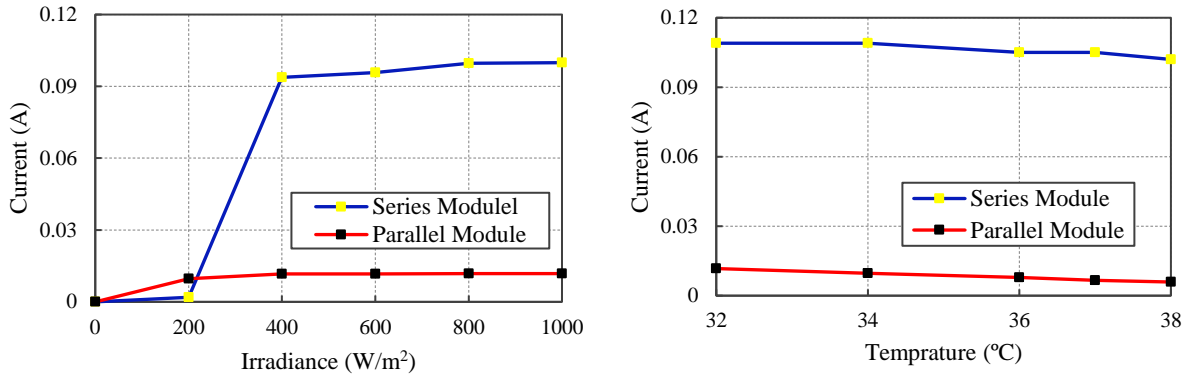 0.12
0.09
0.06
0.03
0
Current (A)
Series Modulel
Parallel Module
0 200 400 600 800 1000
Irradiance (W/m²)
0.12
0.09
0.06
0.03
0
Current (A)
Series Module
Parallel Module
32 34 36 38
Temprature (ºC)